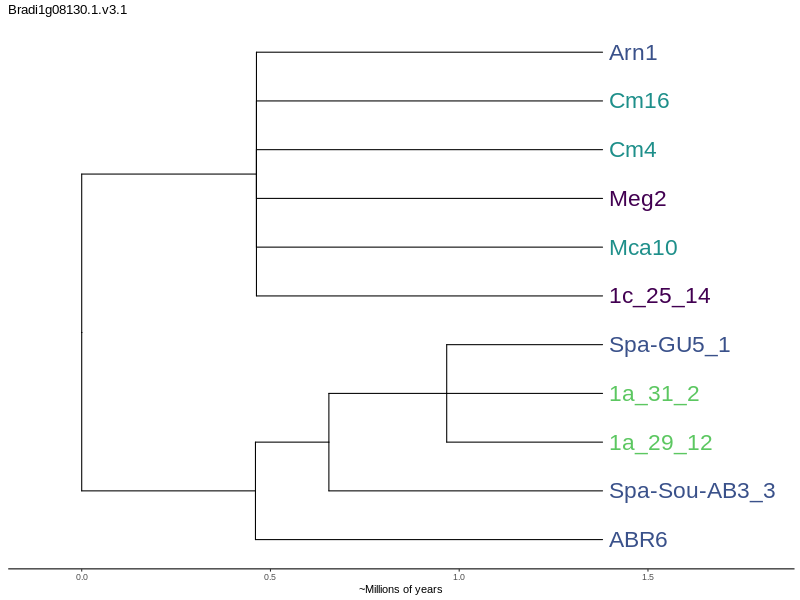 Bradi1g08130.1.v3.1
Arn1
Cm16
Cm4
Meg2
Mca10
1c_25_14
Spa-GU5_1
1a_31_2
1a_29_12
Spa-Sou-AB3_3
ABR6
0.0 0.5 1.0 1.5
~Millions of years